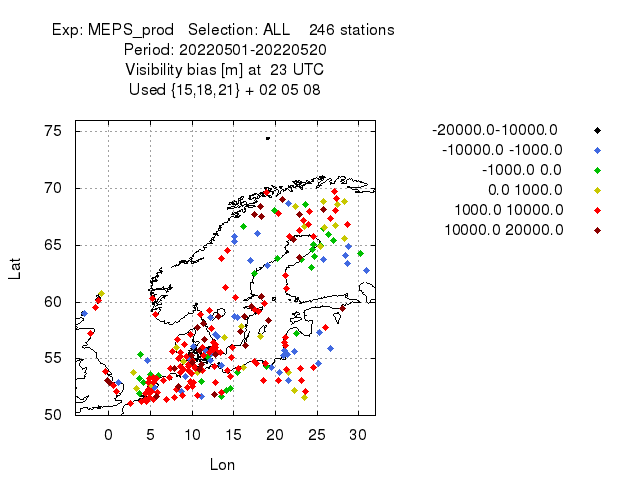 Exp: MEPS_prod Selection: ALL 246 stations
Period: 20220501-20220520
Visibility bias [m] at 23 UTC
Used {15,18,21} + 02 05 08
-20000.0-10000.0
-10000.0 -1000.0
-1000.0 0.0
0.0 1000.0
1000.0 10000.0
10000.0 20000.0
75
70
65
60
55
50
Lat
0 5 10 15 20 25 30
Lon